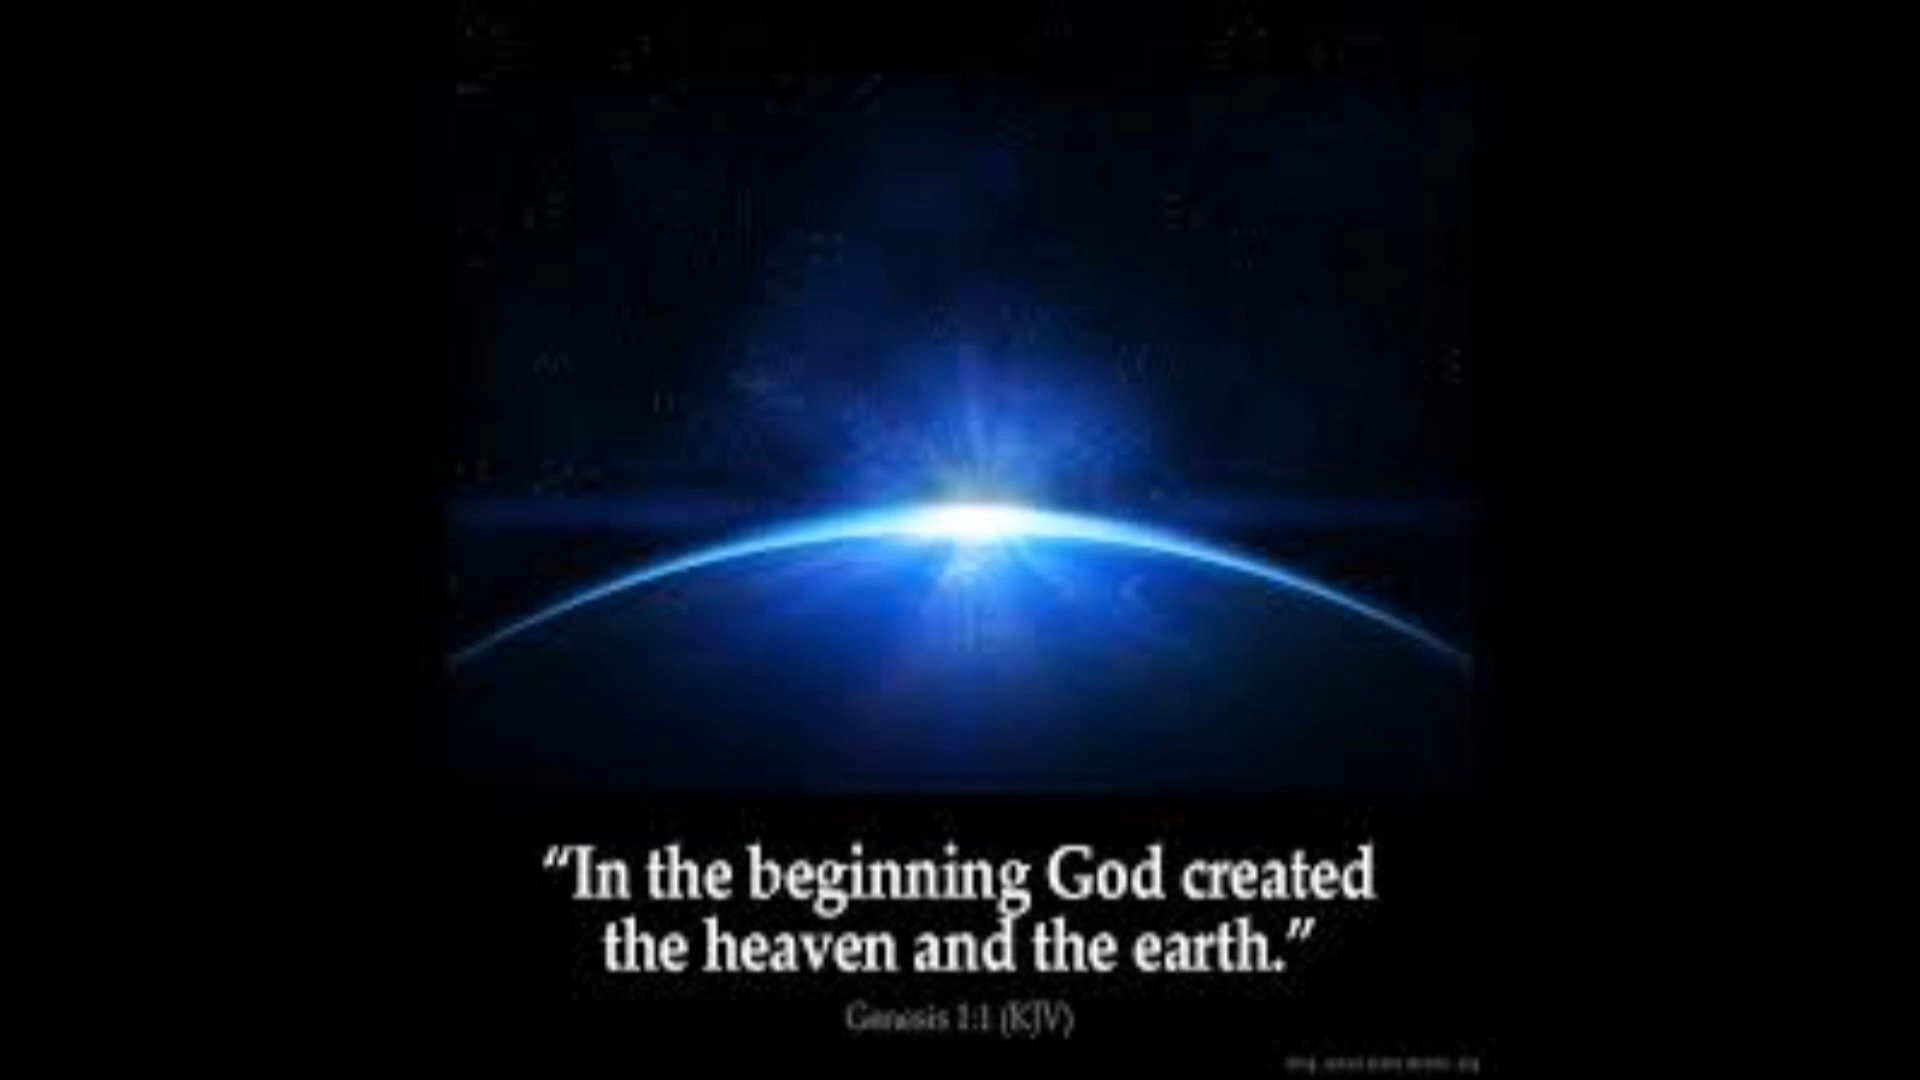 “In the beginning God created
the heaven and the earth.”
Genesis 1:1 (KJV)